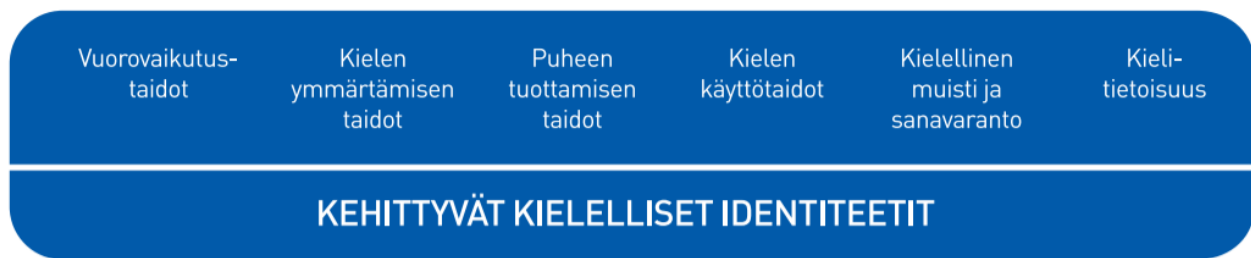 Vuorovaikutus-
taidot
Kielen
ymmärtämisen
taidot
Puheen
tuottamisen
taidot
Kielen
käyttötaidot
Kielellinen
muisti ja
sanavaranto
Kieli-
tietoisuus
KEHITTYVÄT KIELELLISET IDENTITEETIT